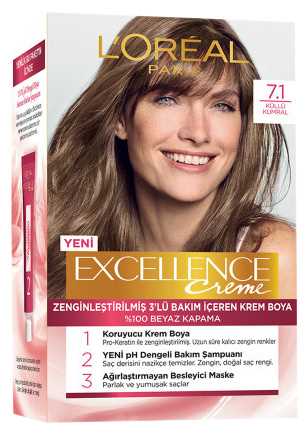 L'ORÉAL
PARIS
7.1
KÜLLÜ
KUMRAL
YENİ
EXCELLENCE
Creme
ZENGİNLEŞTİRİLMİŞ 3'LÜ BAKIM İÇEREN KREM BOYA
%100 BEYAZ KAPAMA
1 Koruyucu Krem Boya
Pro-Keratin ile zenginleştirilmiş. Uzun süre kalıcı zengin renkler
2 YENİ pH Dengeli Bakım Şampuanı
Saç derisini nazikçe temizler. Zengin, doğal saç rengi.
3 Ağırlaştırmayan Besleyici Maske
Parlak ve yumuşak saçlar
2